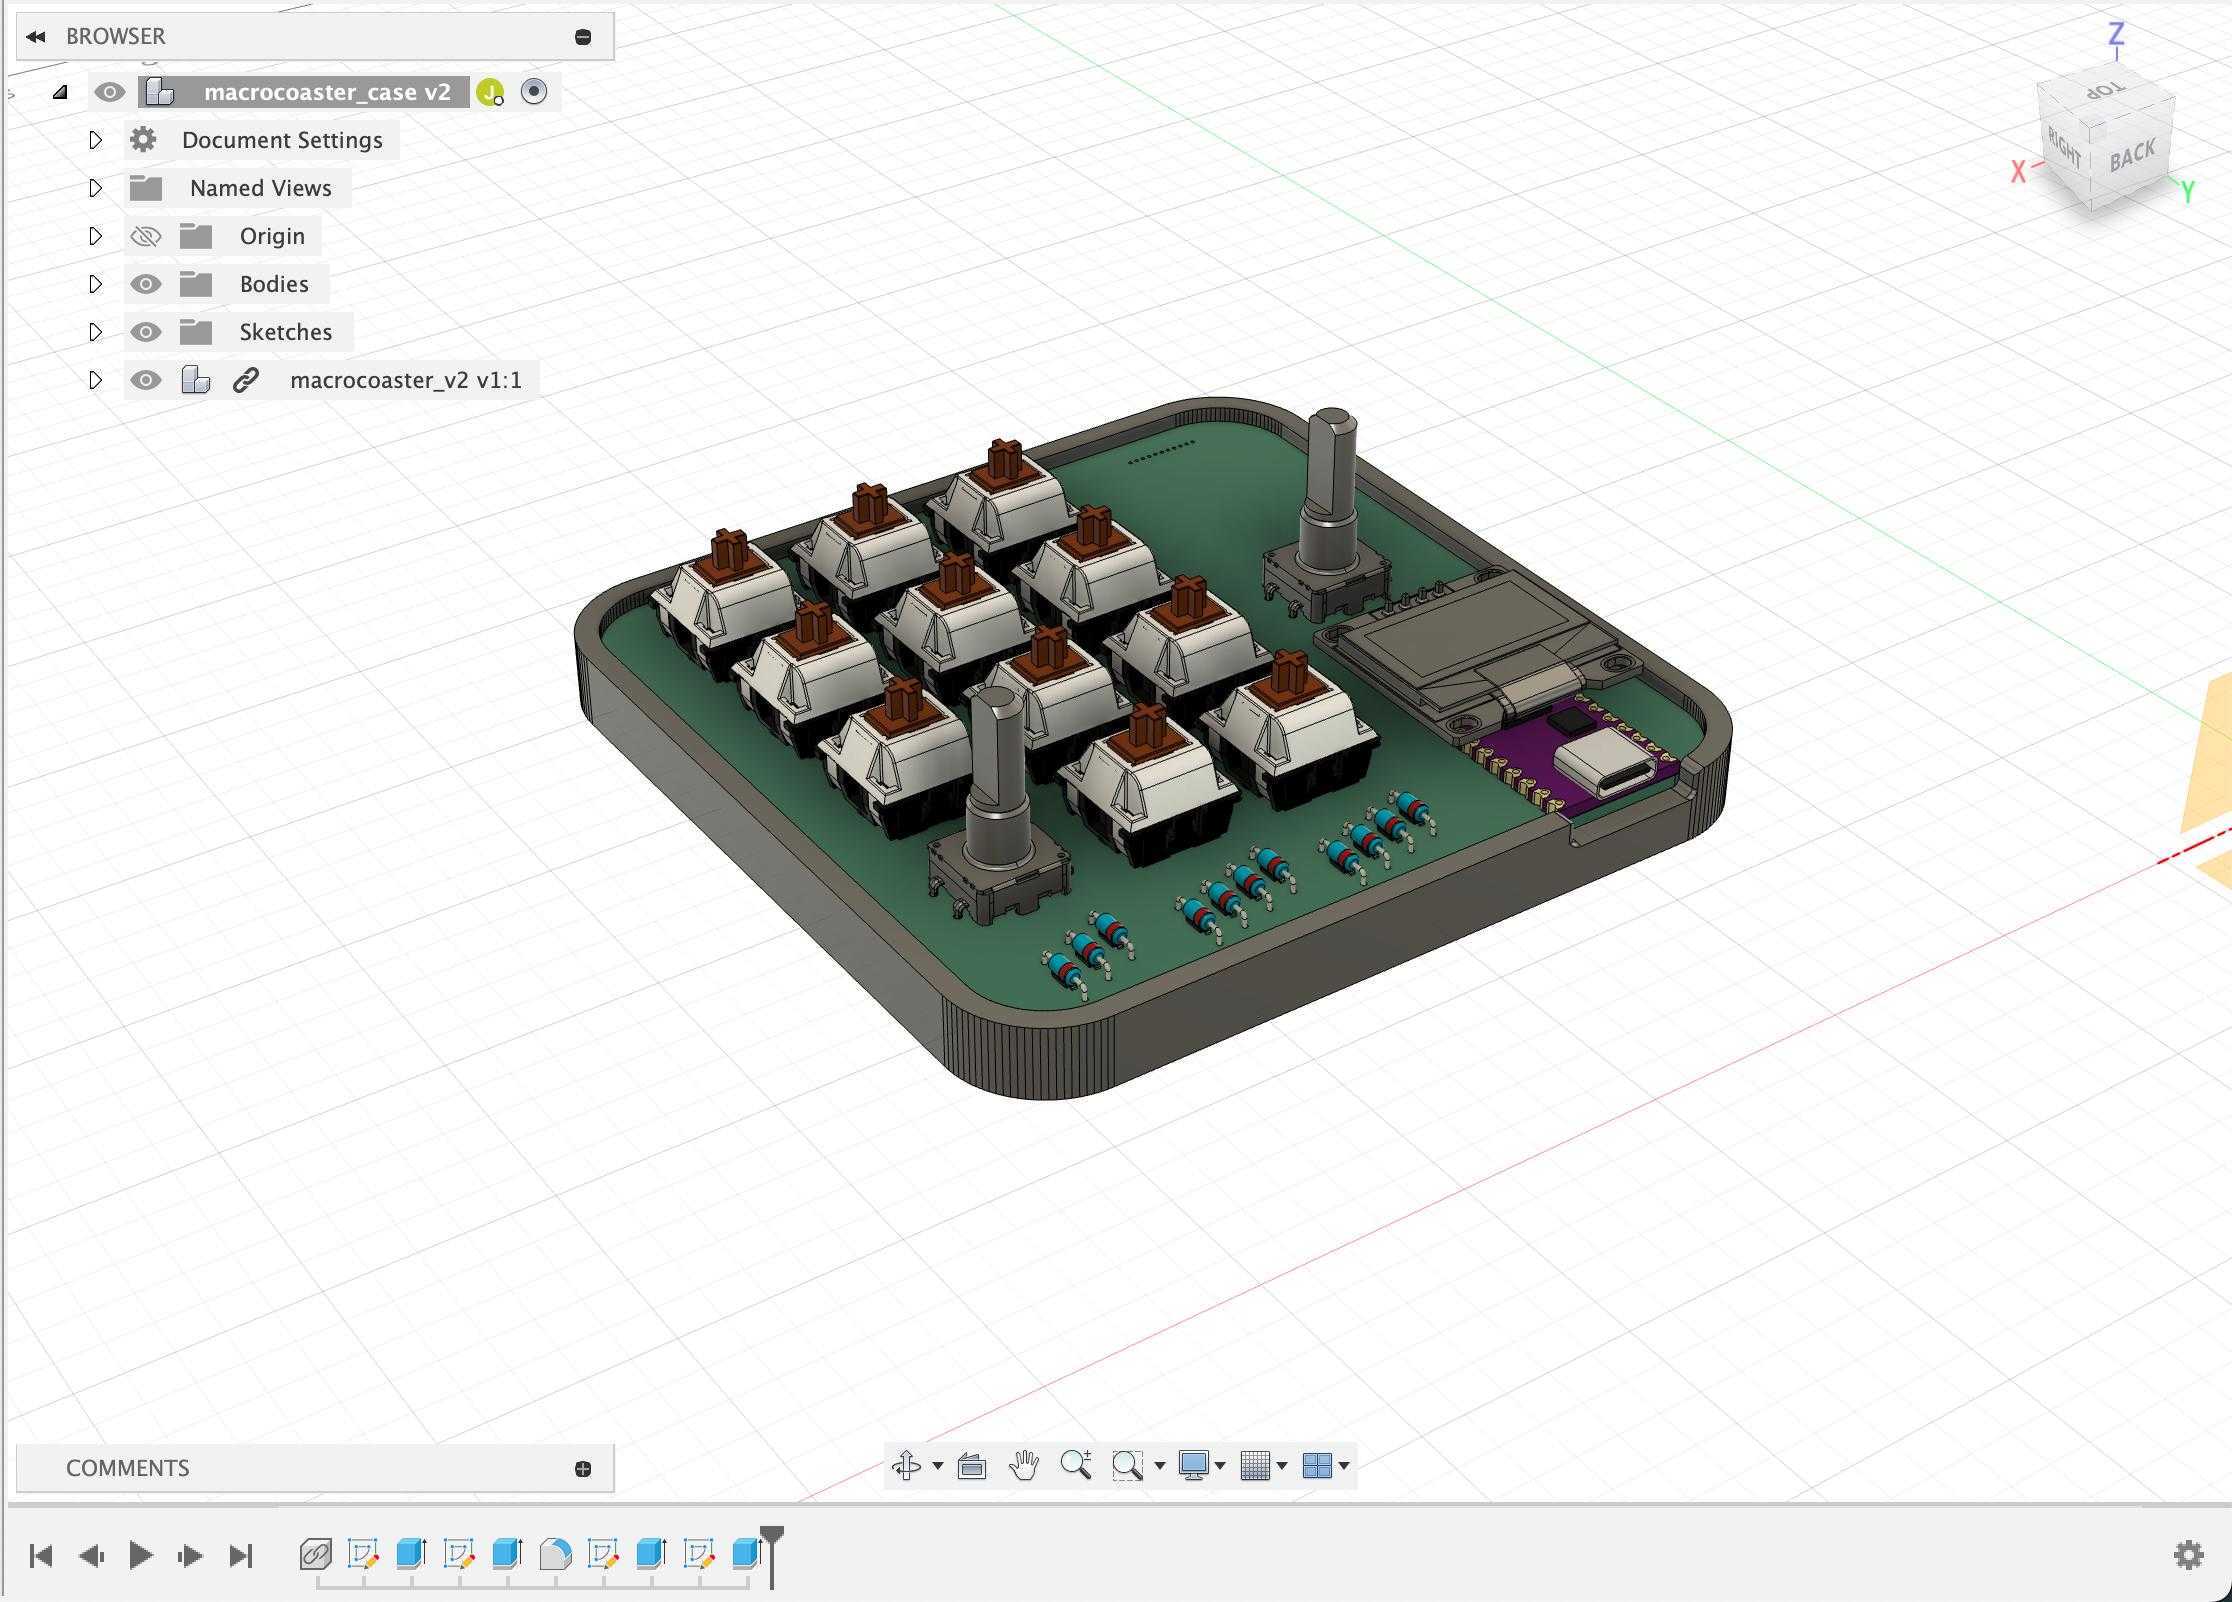 BROWSER
macrocoaster_case v2
J
Document Settings
Named Views
Origin
Bodies
Sketches
macrocoaster_v2 v1:1
Z
TOP
RIGHT
BACK
X
Y
COMMENTS